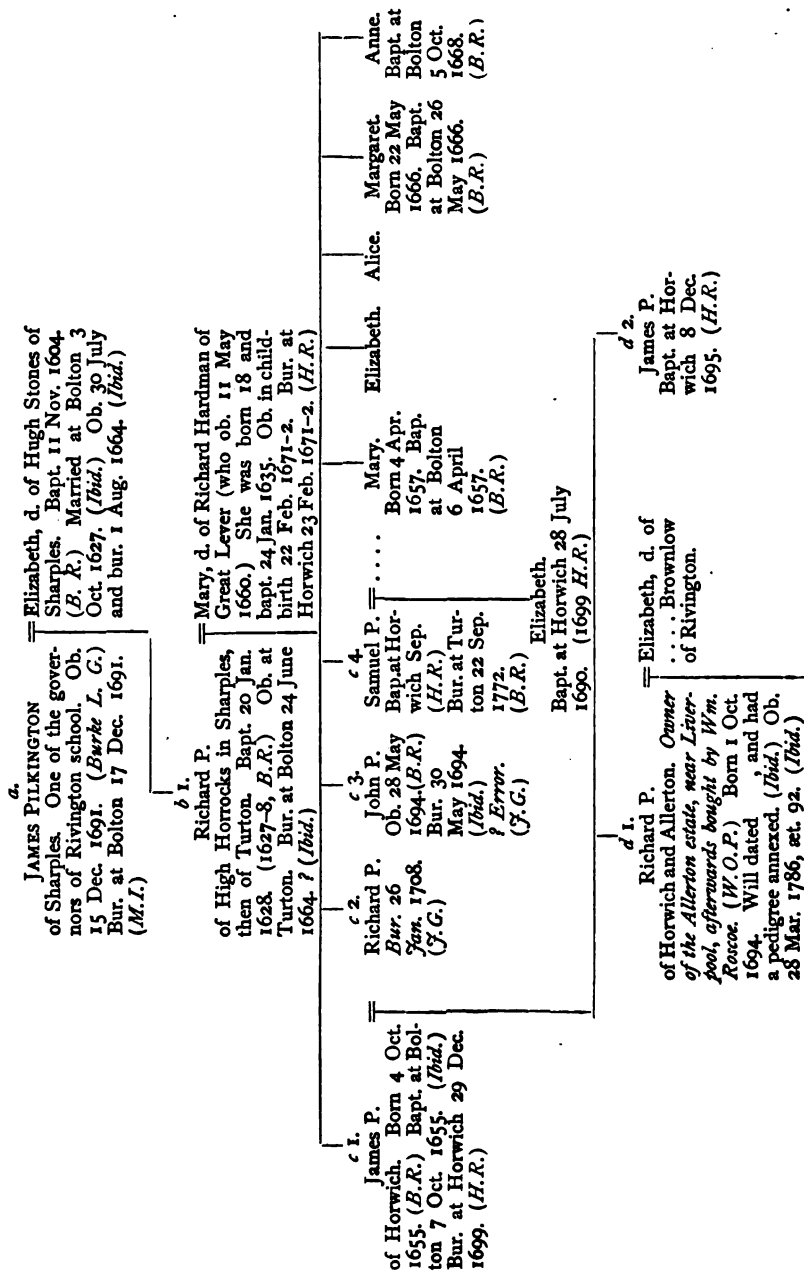 a.
JAMES PILKINGTON
of Sharples. One of the gover-
nors of Rivington school. Ob.
15 Dec. 1691. (Burke L. G.)
Bur. at Bolton 17 Dec. 1691.
(M.I.)
Elizabeth, d. of Hugh Stones of
Sharples. Bapt. 11 Nov. 1604.
(B. R.) Married at Bolton 3
Oct. 1627. (Ibid.) Ob. 30 July
and bur. 1 Aug. 1664. (Ibid.)
b 1.
Richard P.
of High Horrocks in Sharples,
then of Turton. Bapt. 20 Jan.
1628. (1627-8, B.R.) Ob. at
Turton. Bur. at Bolton 24 June
1664. ? (Ibid.)
Mary, d. of Richard Hardman of
Great Lever (who ob. 11 May
1660.) She was born 18 and
bapt. 24 Jan. 1635. Ob. in child-
birth 22 Feb. 1671-2. Bur. at
Horwich 23 Feb. 1671-2. (H.R.)
c 1.
James P.
of Horwich. Born 4 Oct.
1655. (B.R.) Bapt. at Bol-
ton 7 Oct. 1655. (Ibid.)
Bur. at Horwich 29 Dec.
1699. (H.R.)
c 2.
Richard P.
Bur. 26
Jan. 1708.
(J.G.)
c 3.
John P.
Ob. 28 May
1694.(B.R.)
Bur. 30
May 1694.
(Ibid.)
? Error.
(J.G.)
c 4.
Samuel P.
Bap. at Hor-
wich Sep.
(H.R.)
Bur. at Tur-
ton 22 Sep.
1772.
(B.R.)
. . . . .
Mary.
Born 4 Apr.
1657. Bap.
at Bolton
6 April
1657.
(B.R.)
Elizabeth.
Alice.
Margaret.
Born 22 May
1666. Bapt.
at Bolton 26
May 1666.
(B.R.)
Anne.
Bapt. at
Bolton
5 Oct.
1668.
(B.R.)
Elizabeth.
Bapt. at Horwich 28 July
1690. (1699 H.R.)
d 1.
Richard P.
of Horwich and Allerton. Owner
of the Allerton estate, near Liver-
pool, afterwards bought by Wm.
Roscoe. (W.O.P.) Born 1 Oct.
1694. Will dated , and had
a pedigree annexed. (Ibid.) Ob.
28 Mar. 1786, æt. 92. (Ibid.)
Elizabeth, d. of
. . . . Brownlow
of Rivington.
d 2.
James P.
Bapt. at Hor-
wich 8 Dec.
1695. (H.R.)